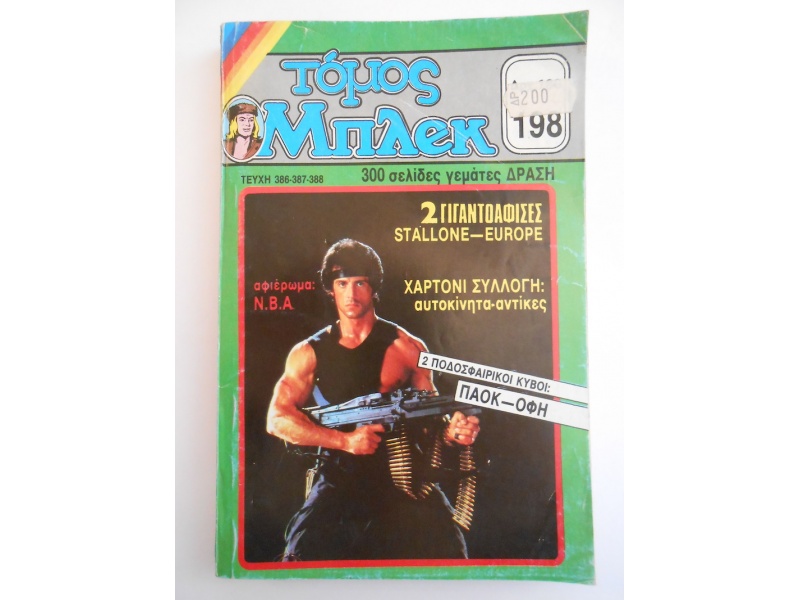 Τόμος
Μπλεκ
ΔΡ 200
198
ΤΕΥΧΗ 386-387-388
300 σελίδες γεμάτες ΔΡΑΣΗ
2 ΓΙΓΑΝΤΟΑΦΙΣΕΣ
STALLONE—EUROPE
αφιέρωμα:
N.B.A.
ΧΑΡΤΟΝΙ ΣΥΛΛΟΓΗ:
αυτοκίνητα-αντίκες
2 ΠΟΔΟΣΦΑΙΡΙΚΟΙ ΚΥΒΟΙ:
ΠΑΟΚ—ΟΦΗ